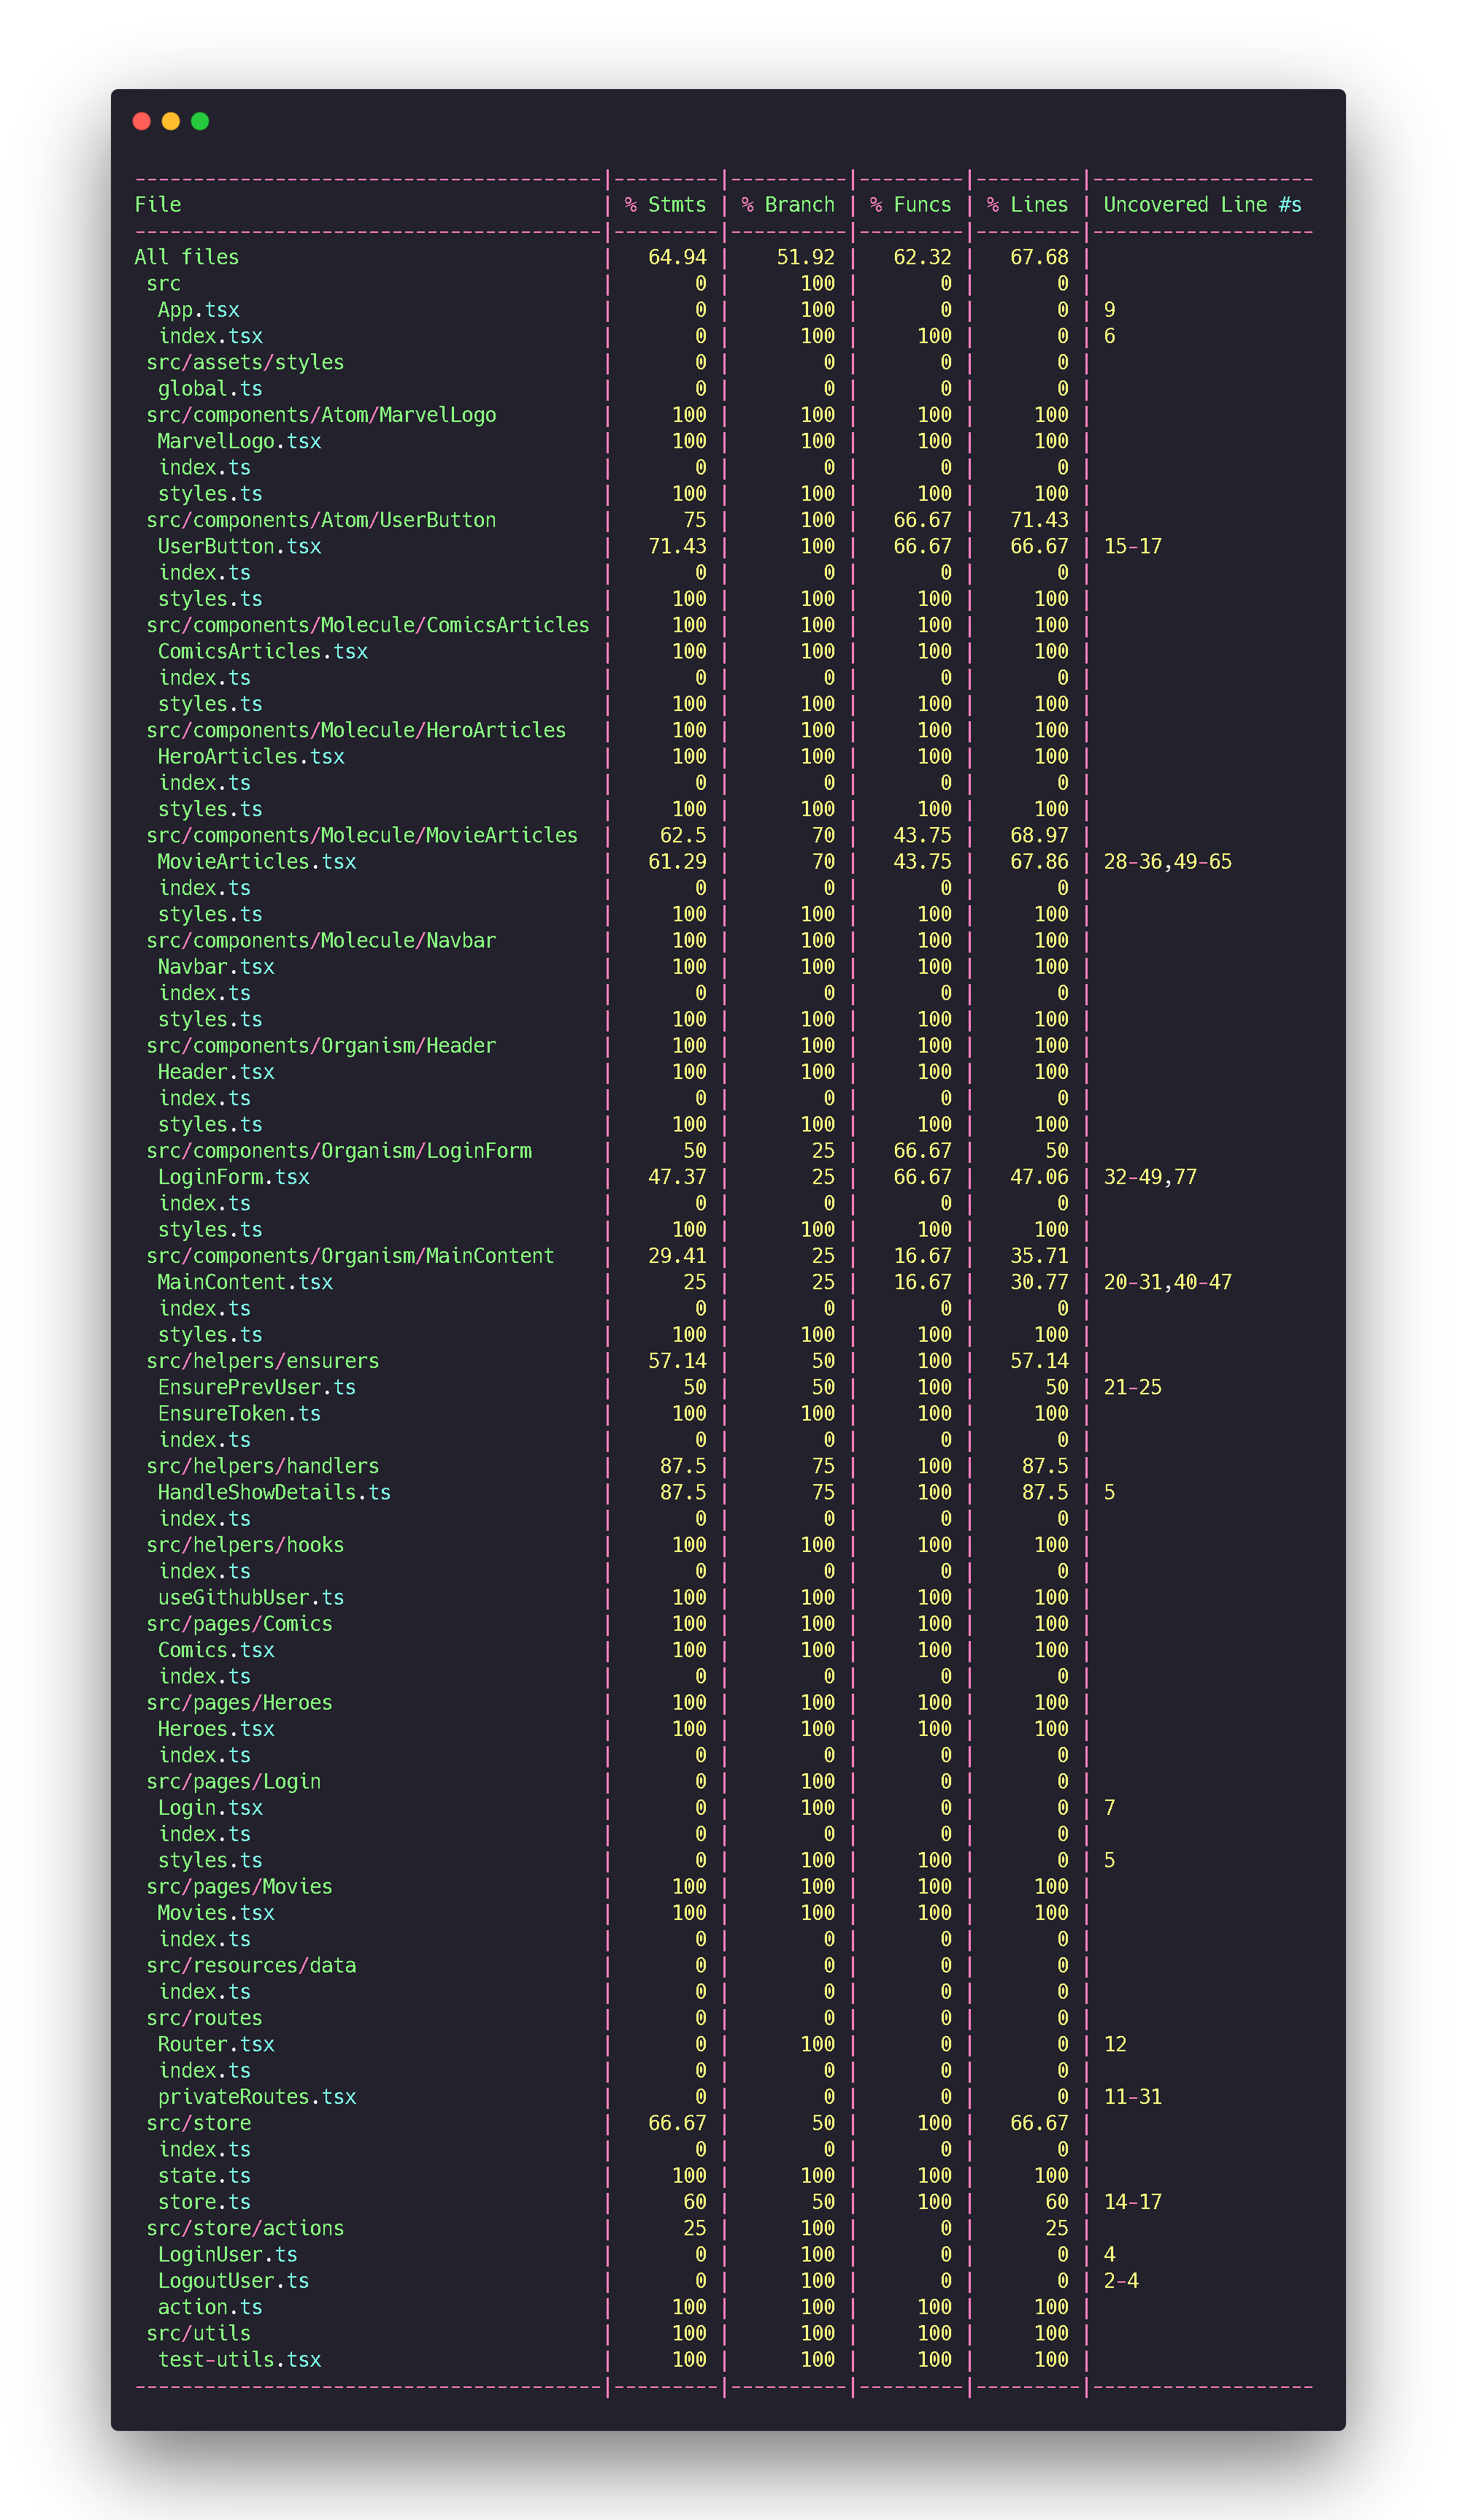 ----------------------------------------|---------|----------|---------|---------|-------------------
File                                    | % Stmts | % Branch | % Funcs | % Lines | Uncovered Line #s
----------------------------------------|---------|----------|---------|---------|-------------------
All files                               |   64.94 |    51.92 |   62.32 |   67.68 |
 src                                    |       0 |      100 |       0 |       0 |
  App.tsx                               |       0 |      100 |       0 |       0 | 9
  index.tsx                             |       0 |      100 |     100 |       0 | 6
 src/assets/styles                      |       0 |        0 |       0 |       0 |
  global.ts                             |       0 |        0 |       0 |       0 |
 src/components/Atom/MarvelLogo         |     100 |      100 |     100 |     100 |
  MarvelLogo.tsx                        |     100 |      100 |     100 |     100 |
  index.ts                              |       0 |        0 |       0 |       0 |
  styles.ts                             |     100 |      100 |     100 |     100 |
 src/components/Atom/UserButton         |      75 |      100 |   66.67 |   71.43 |
  UserButton.tsx                        |   71.43 |      100 |   66.67 |   66.67 | 15-17
  index.ts                              |       0 |        0 |       0 |       0 |
  styles.ts                             |     100 |      100 |     100 |     100 |
 src/components/Molecule/ComicsArticles |     100 |      100 |     100 |     100 |
  ComicsArticles.tsx                    |     100 |      100 |     100 |     100 |
  index.ts                              |       0 |        0 |       0 |       0 |
  styles.ts                             |     100 |      100 |     100 |     100 |
 src/components/Molecule/HeroArticles   |     100 |      100 |     100 |     100 |
  HeroArticles.tsx                      |     100 |      100 |     100 |     100 |
  index.ts                              |       0 |        0 |       0 |       0 |
  styles.ts                             |     100 |      100 |     100 |     100 |
 src/components/Molecule/MovieArticles  |    62.5 |       70 |   43.75 |   68.97 |
  MovieArticles.tsx                     |   61.29 |       70 |   43.75 |   67.86 | 28-36,49-65
  index.ts                              |       0 |        0 |       0 |       0 |
  styles.ts                             |     100 |      100 |     100 |     100 |
 src/components/Molecule/Navbar         |     100 |      100 |     100 |     100 |
  Navbar.tsx                            |     100 |      100 |     100 |     100 |
  index.ts                              |       0 |        0 |       0 |       0 |
  styles.ts                             |     100 |      100 |     100 |     100 |
 src/components/Organism/Header         |     100 |      100 |     100 |     100 |
  Header.tsx                            |     100 |      100 |     100 |     100 |
  index.ts                              |       0 |        0 |       0 |       0 |
  styles.ts                             |     100 |      100 |     100 |     100 |
 src/components/Organism/LoginForm      |      50 |       25 |   66.67 |      50 |
  LoginForm.tsx                         |   47.37 |       25 |   66.67 |   47.06 | 32-49,77
  index.ts                              |       0 |        0 |       0 |       0 |
  styles.ts                             |     100 |      100 |     100 |     100 |
 src/components/Organism/MainContent    |   29.41 |       25 |   16.67 |   35.71 |
  MainContent.tsx                       |      25 |       25 |   16.67 |   30.77 | 20-31,40-47
  index.ts                              |       0 |        0 |       0 |       0 |
  styles.ts                             |     100 |      100 |     100 |     100 |
 src/helpers/ensurers                   |   57.14 |       50 |     100 |   57.14 |
  EnsurePrevUser.ts                     |      50 |       50 |     100 |      50 | 21-25
  EnsureToken.ts                        |     100 |      100 |     100 |     100 |
  index.ts                              |       0 |        0 |       0 |       0 |
 src/helpers/handlers                   |    87.5 |       75 |     100 |    87.5 |
  HandleShowDetails.ts                  |    87.5 |       75 |     100 |    87.5 | 5
  index.ts                              |       0 |        0 |       0 |       0 |
 src/helpers/hooks                      |     100 |      100 |     100 |     100 |
  index.ts                              |       0 |        0 |       0 |       0 |
  useGithubUser.ts                      |     100 |      100 |     100 |     100 |
 src/pages/Comics                       |     100 |      100 |     100 |     100 |
  Comics.tsx                            |     100 |      100 |     100 |     100 |
  index.ts                              |       0 |        0 |       0 |       0 |
 src/pages/Heroes                       |     100 |      100 |     100 |     100 |
  Heroes.tsx                            |     100 |      100 |     100 |     100 |
  index.ts                              |       0 |        0 |       0 |       0 |
 src/pages/Login                        |       0 |      100 |       0 |       0 |
  Login.tsx                             |       0 |      100 |       0 |       0 | 7
  index.ts                              |       0 |        0 |       0 |       0 |
  styles.ts                             |       0 |      100 |     100 |       0 | 5
 src/pages/Movies                       |     100 |      100 |     100 |     100 |
  Movies.tsx                            |     100 |      100 |     100 |     100 |
  index.ts                              |       0 |        0 |       0 |       0 |
 src/resources/data                     |       0 |        0 |       0 |       0 |
  index.ts                              |       0 |        0 |       0 |       0 |
 src/routes                             |       0 |        0 |       0 |       0 |
  Router.tsx                            |       0 |      100 |       0 |       0 | 12
  index.ts                              |       0 |        0 |       0 |       0 |
  privateRoutes.tsx                     |       0 |        0 |       0 |       0 | 11-31
 src/store                              |   66.67 |       50 |     100 |   66.67 |
  index.ts                              |       0 |        0 |       0 |       0 |
  state.ts                              |     100 |      100 |     100 |     100 |
  store.ts                              |      60 |       50 |     100 |      60 | 14-17
 src/store/actions                      |      25 |      100 |       0 |      25 |
  LoginUser.ts                          |       0 |      100 |       0 |       0 | 4
  LogoutUser.ts                         |       0 |      100 |       0 |       0 | 2-4
  action.ts                             |     100 |      100 |     100 |     100 |
 src/utils                              |     100 |      100 |     100 |     100 |
  test-utils.tsx                        |     100 |      100 |     100 |     100 |
----------------------------------------|---------|----------|---------|---------|-------------------